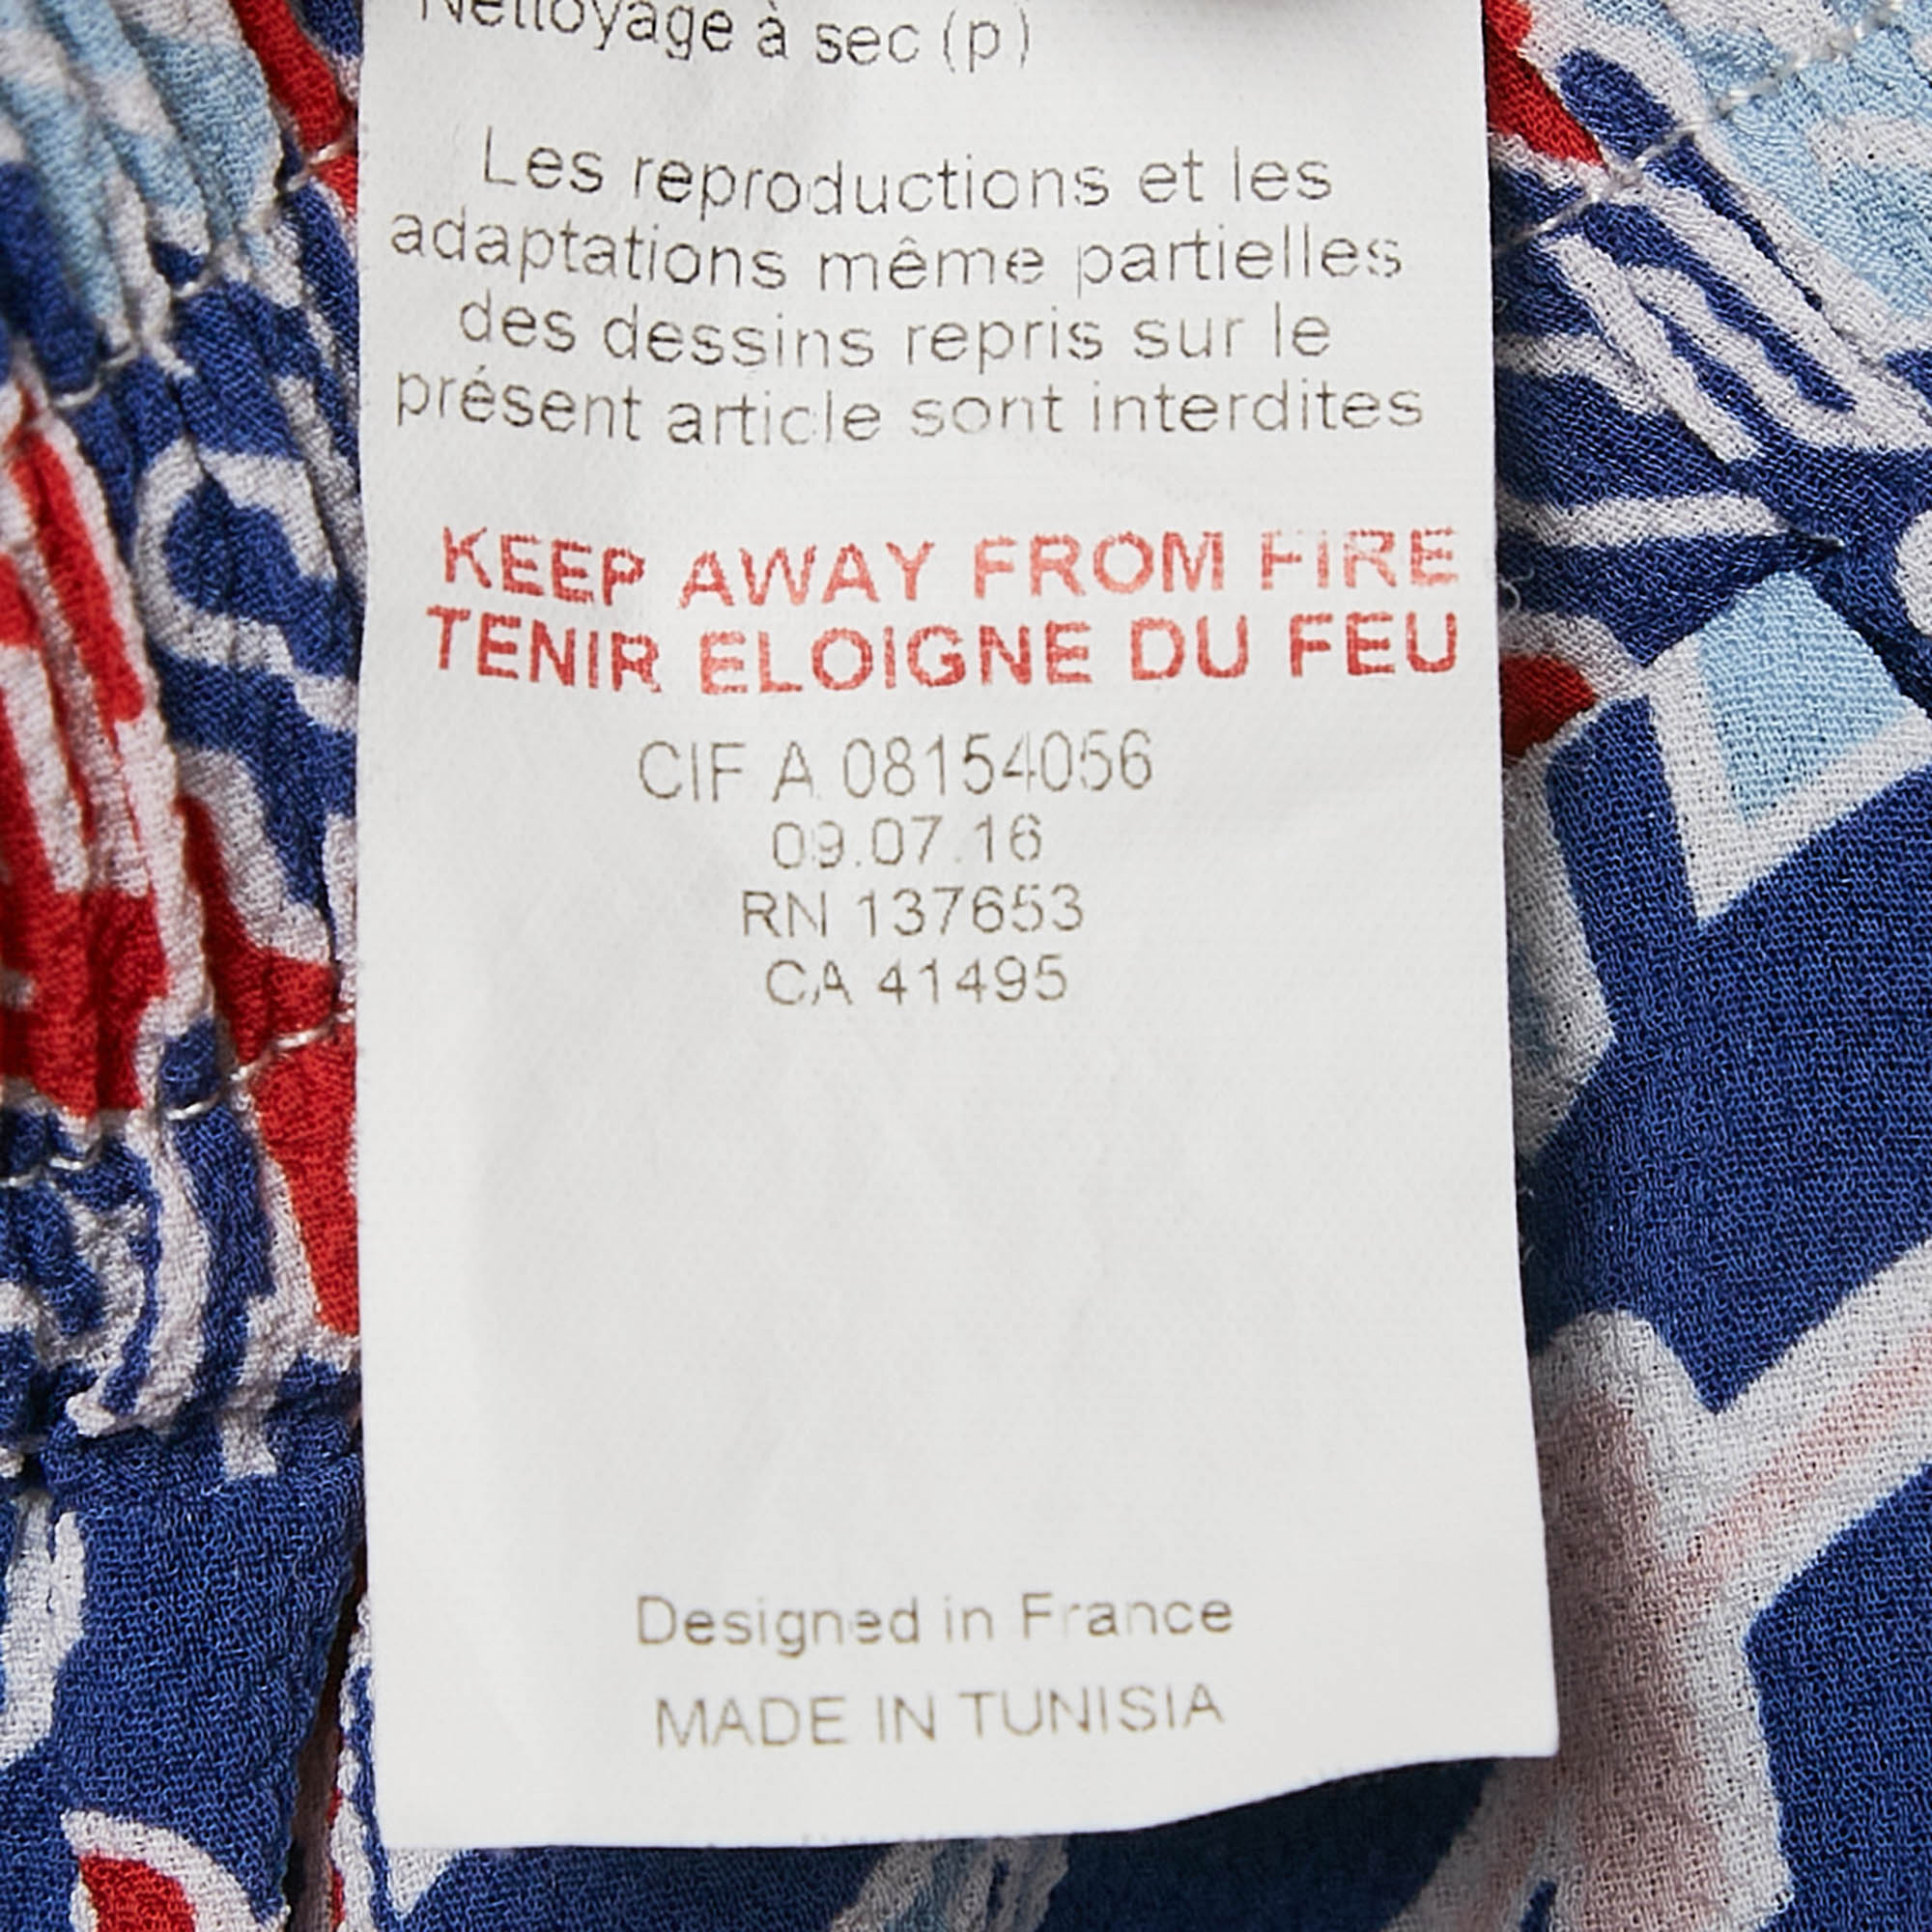 Nettoyage à sec (p)
Les reproductions et les
adaptations même partielles
des dessins repris sur le
présent article sont interdites
KEEP AWAY FROM FIRE
TENIR ELOIGNE DU FEU
CIF A 08154056
09.07.16
RN 137653
CA 41495
Designed in France
MADE IN TUNISIA